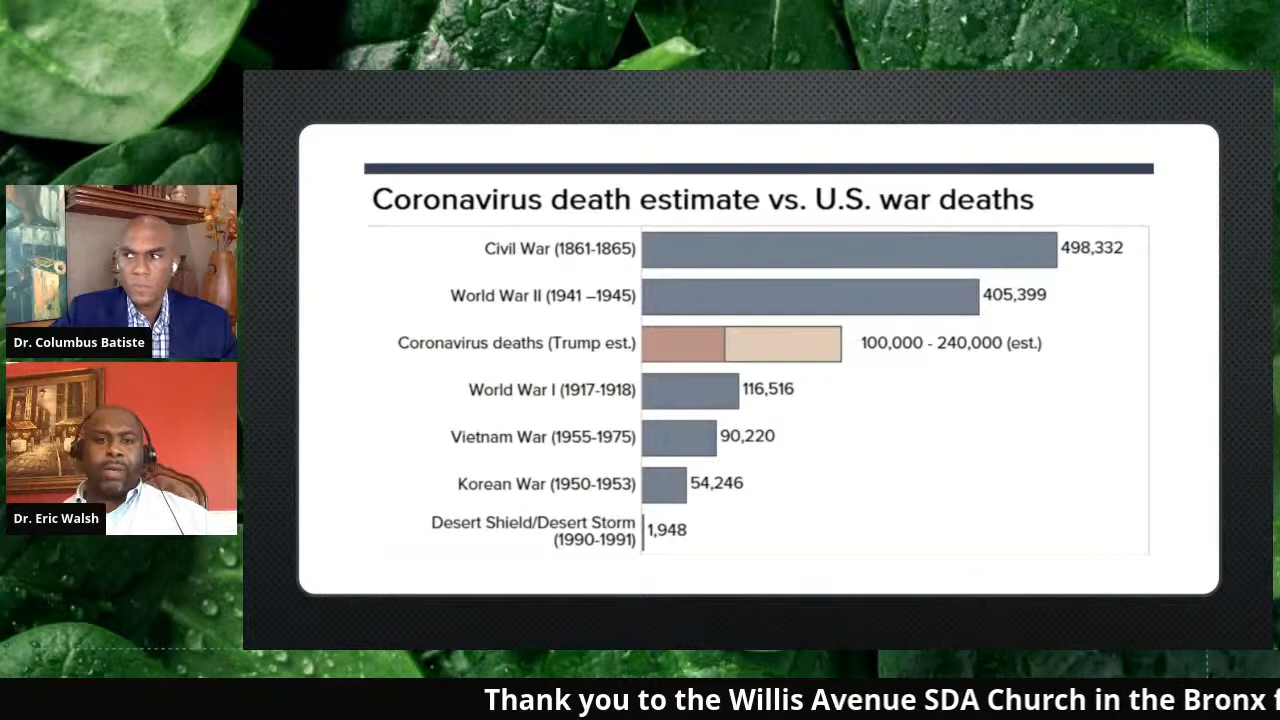 Coronavirus death estimate vs. U.S. war deaths
Civil War (1861-1865) 498,332
World War II (1941 –1945) 405,399
Coronavirus deaths (Trump est.) 100,000 - 240,000 (est.)
World War I (1917-1918) 116,516
Vietnam War (1955-1975) 90,220
Korean War (1950-1953) 54,246
Desert Shield/Desert Storm
(1990-1991) 1,948
Dr. Columbus Batiste
Dr. Eric Walsh
Thank you to the Willis Avenue SDA Church in the Bronx